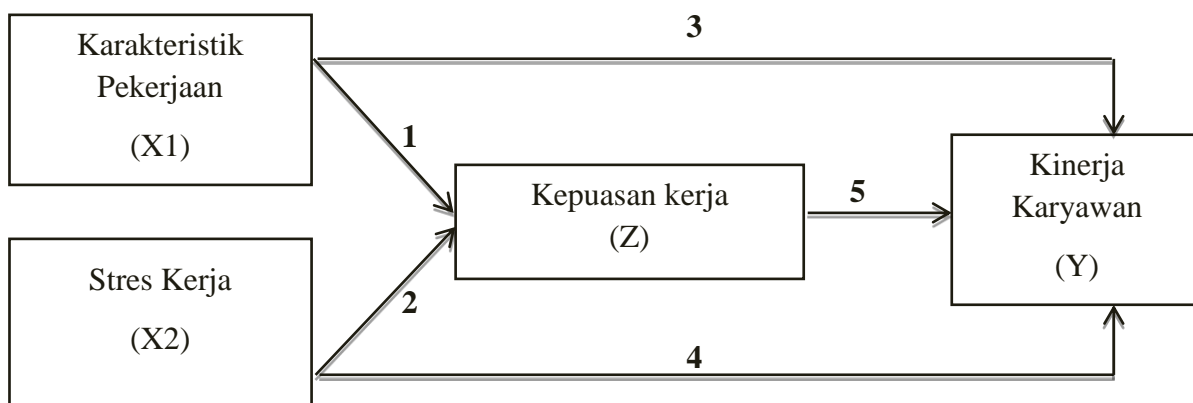 Karakteristik
Pekerjaan
(X1)
3
1
Kepuasan kerja
(Z)
5
Kinerja
Karyawan
(Y)
Stres Kerja
(X2)
2
4